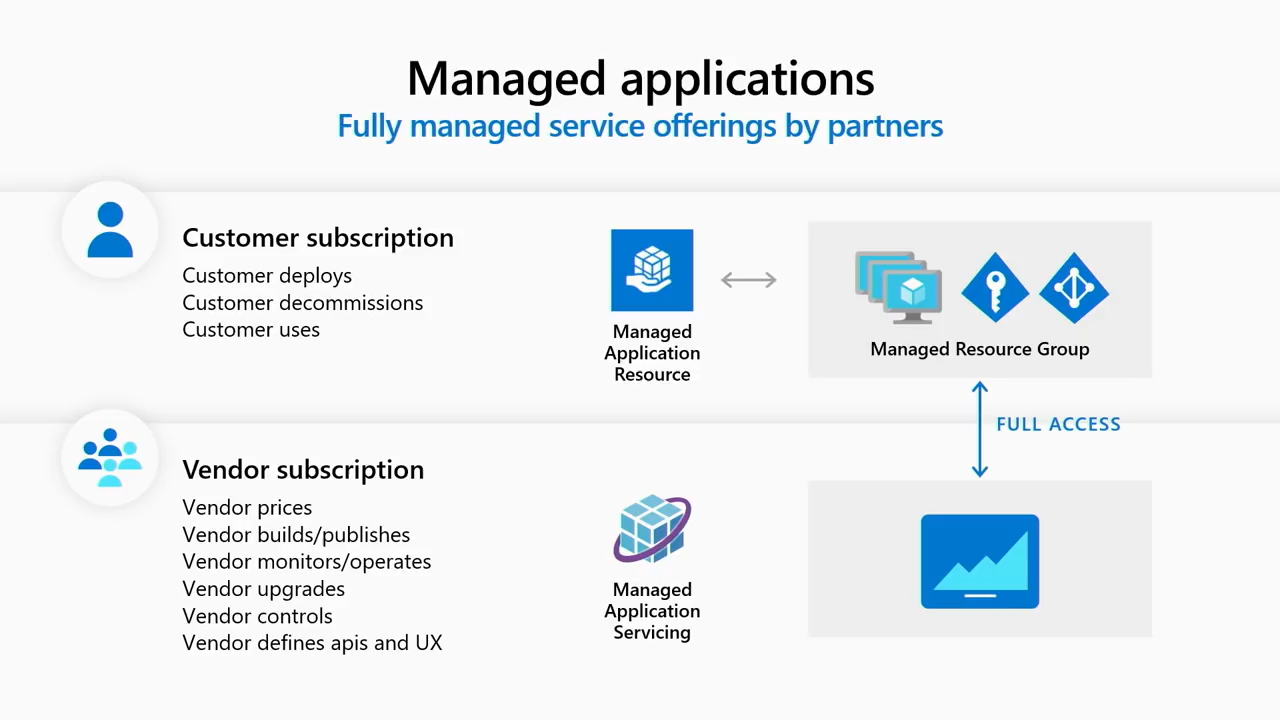 Managed applications
Fully managed service offerings by partners
Customer subscription
Customer deploys
Customer decommissions
Customer uses
Managed
Application
Resource
Managed Resource Group
FULL ACCESS
Vendor subscription
Vendor prices
Vendor builds/publishes
Vendor monitors/operates
Vendor upgrades
Vendor controls
Vendor defines apis and UX
Managed
Application
Servicing